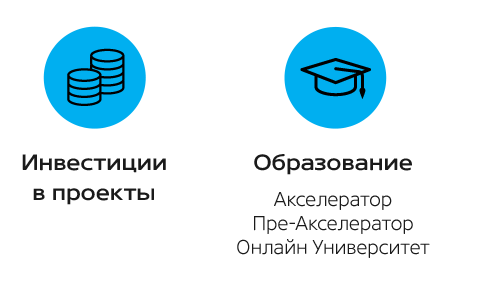 Инвестиции
в проекты
Образование
Акселератор
Пре-Акселератор
Онлайн Университет